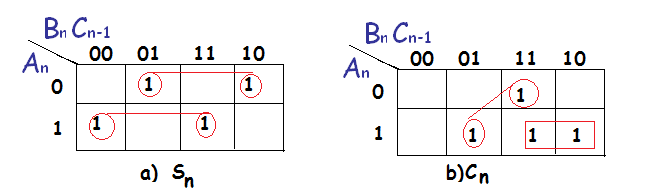 Bn Cn-1
An
00 01 11 10
0 1 1
1 1 1
a) Sn
Bn Cn-1
An
00 01 11 10
0 1
1 1 1 1
b)Cn